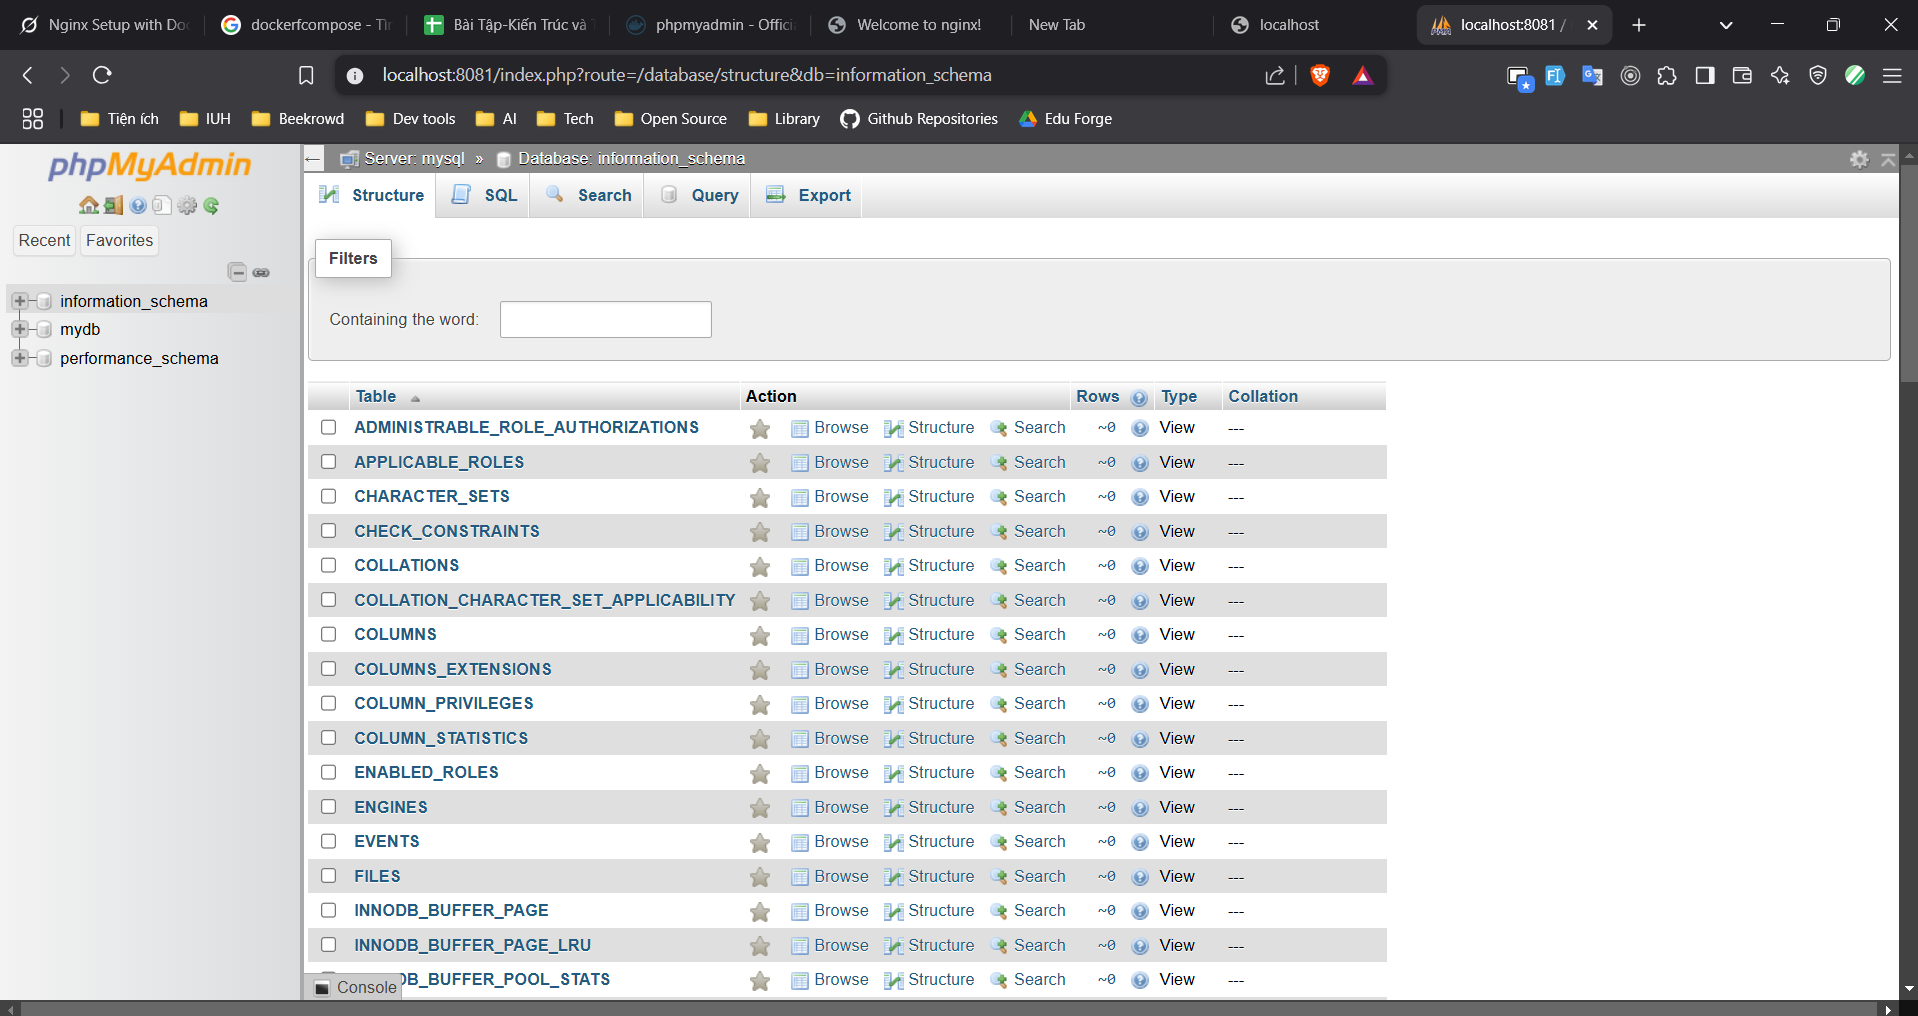 Nginx Setup with Doc
dockerfcompose - Tìr
Bài Tập-Kiến Trúc và T
phpmyadmin - Offici
Welcome to nginx!
New Tab
localhost
localhost:8081 /
localhost:8081/index.php?route=/database/structure&db=information_schema
Tiện ích
IUH
Beekrowd
Dev tools
AI
Tech
Open Source
Library
Github Repositories
Edu Forge
phpMyAdmin
Recent Favorites
information_schema
mydb
performance_schema
Server: mysql » Database: information_schema
Structure SQL Search Query Export
Filters
Containing the word:
Table Action Rows Type Collation
ADMINISTRABLE_ROLE_AUTHORIZATIONS Browse Structure Search ~0 View ---
APPLICABLE_ROLES Browse Structure Search ~0 View ---
CHARACTER_SETS Browse Structure Search ~0 View ---
CHECK_CONSTRAINTS Browse Structure Search ~0 View ---
COLLATIONS Browse Structure Search ~0 View ---
COLLATION_CHARACTER_SET_APPLICABILITY Browse Structure Search ~0 View ---
COLUMNS Browse Structure Search ~0 View ---
COLUMNS_EXTENSIONS Browse Structure Search ~0 View ---
COLUMN_PRIVILEGES Browse Structure Search ~0 View ---
COLUMN_STATISTICS Browse Structure Search ~0 View ---
ENABLED_ROLES Browse Structure Search ~0 View ---
ENGINES Browse Structure Search ~0 View ---
EVENTS Browse Structure Search ~0 View ---
FILES Browse Structure Search ~0 View ---
INNODB_BUFFER_PAGE Browse Structure Search ~0 View ---
INNODB_BUFFER_PAGE_LRU Browse Structure Search ~0 View ---
DB_BUFFER_POOL_STATS Browse Structure Search ~0 View ---
Console